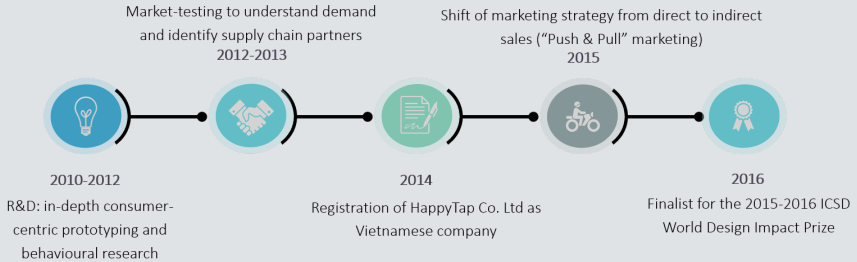 Market-testing to understand demand
and identify supply chain partners
2012-2013
Shift of marketing strategy from direct to indirect
sales (“Push & Pull” marketing)
2015
2010-2012
R&D: in-depth consumer-
centric prototyping and
behavioural research
2014
Registration of HappyTap Co. Ltd as
Vietnamese company
2016
Finalist for the 2015-2016 ICSD
World Design Impact Prize